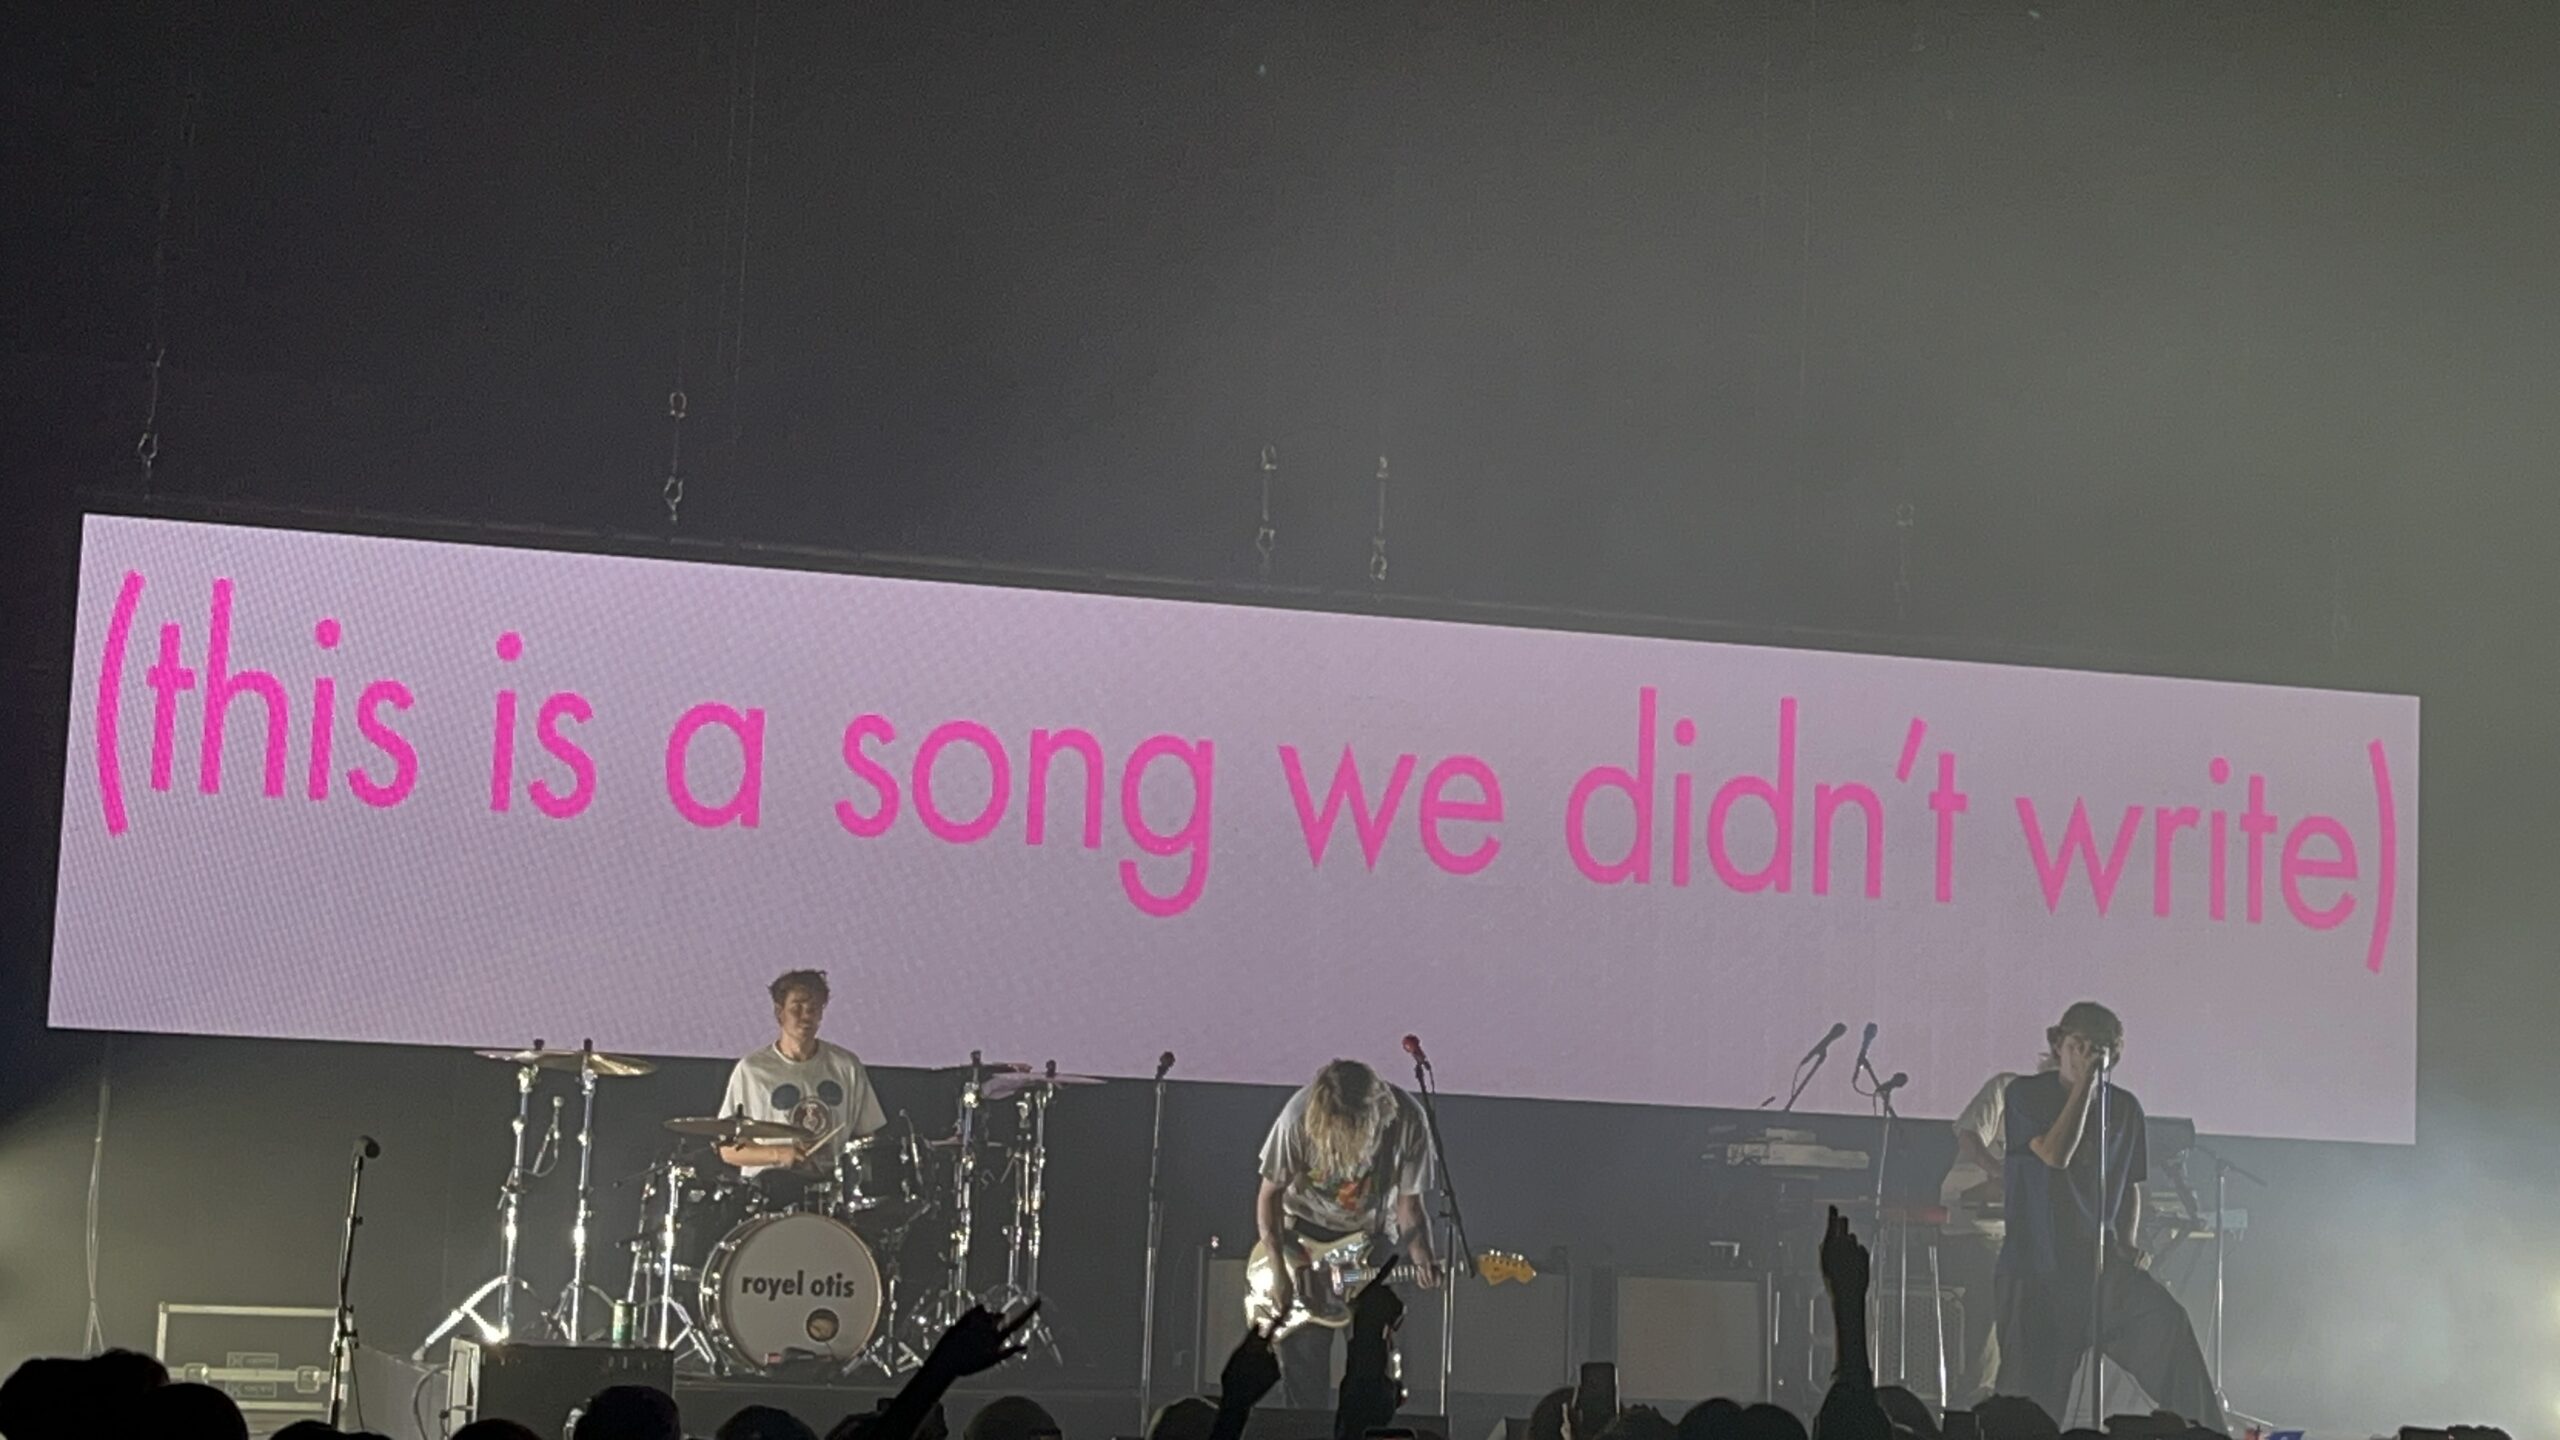 (this is a song we didn't write)
royel otis